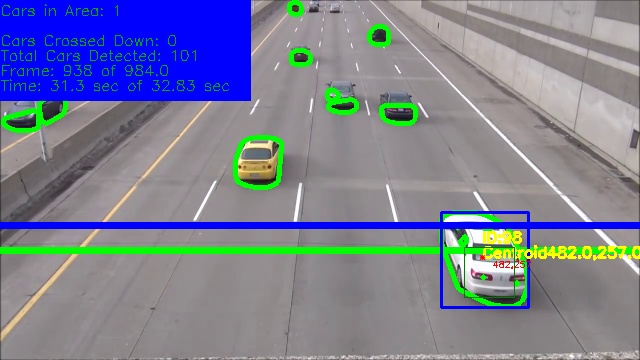 Cars in Area: 1
Cars Crossed Down: 0
Total Cars Detected: 101
Frame: 938 of 984.0
Time: 31.3 sec of 32.83 sec
Centroid482.0,257.0